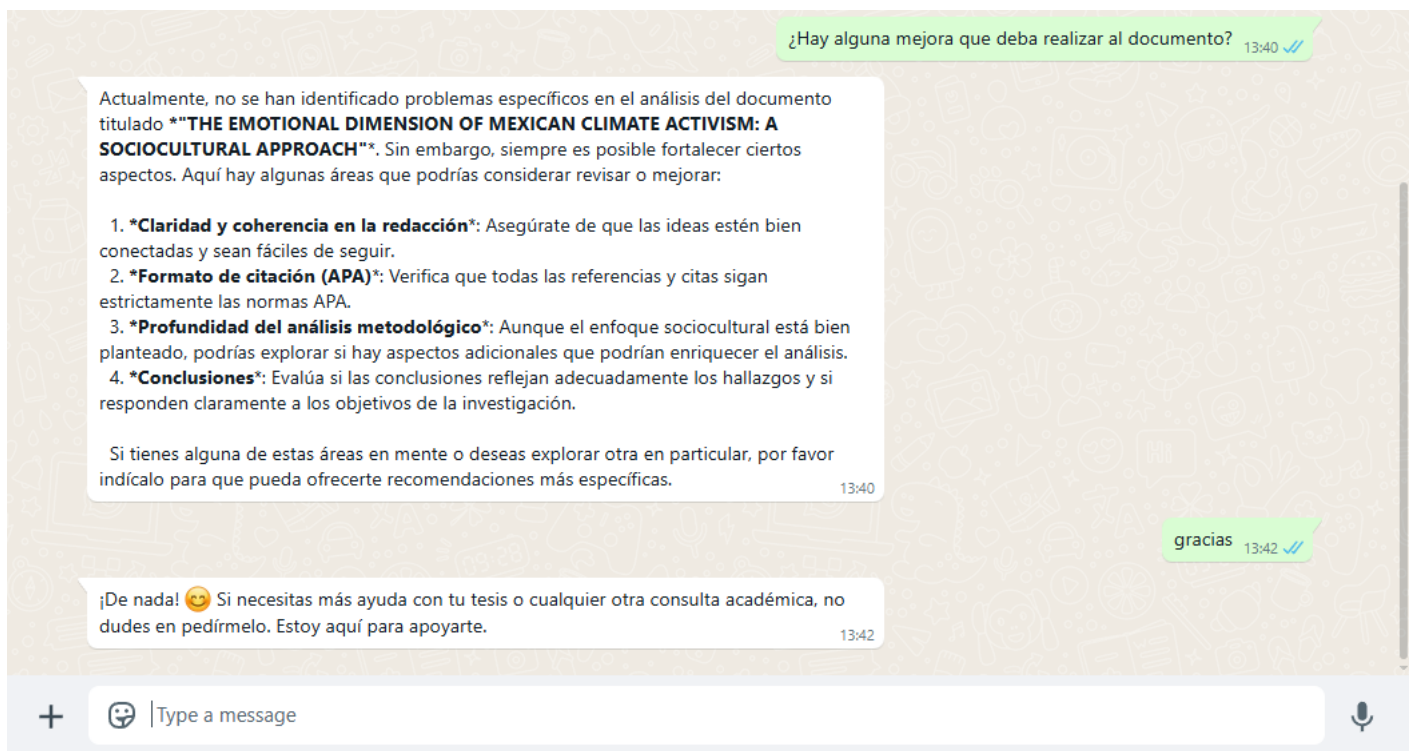 ¿Hay alguna mejora que deba realizar al documento? 13:40
Actualmente, no se han identificado problemas específicos en el análisis del documento
titulado *"THE EMOTIONAL DIMENSION OF MEXICAN CLIMATE ACTIVISM: A
SOCIOCULTURAL APPROACH"*. Sin embargo, siempre es posible fortalecer ciertos
aspectos. Aquí hay algunas áreas que podrías considerar revisar o mejorar:
1. *Claridad y coherencia en la redacción*: Asegúrate de que las ideas estén bien
conectadas y sean fáciles de seguir.
2. *Formato de citación (APA)*: Verifica que todas las referencias y citas sigan
estrictamente las normas APA.
3. *Profundidad del análisis metodológico*: Aunque el enfoque sociocultural está bien
planteado, podrías explorar si hay aspectos adicionales que podrían enriquecer el análisis.
4. *Conclusiones*: Evalúa si las conclusiones reflejan adecuadamente los hallazgos y si
responden claramente a los objetivos de la investigación.
Si tienes alguna de estas áreas en mente o deseas explorar otra en particular, por favor
indícalo para que pueda ofrecerte recomendaciones más específicas. 13:40
gracias 13:42
¡De nada! 😊 Si necesitas más ayuda con tu tesis o cualquier otra consulta académica, no
dudes en pedírmelo. Estoy aquí para apoyarte. 13:42
Type a message